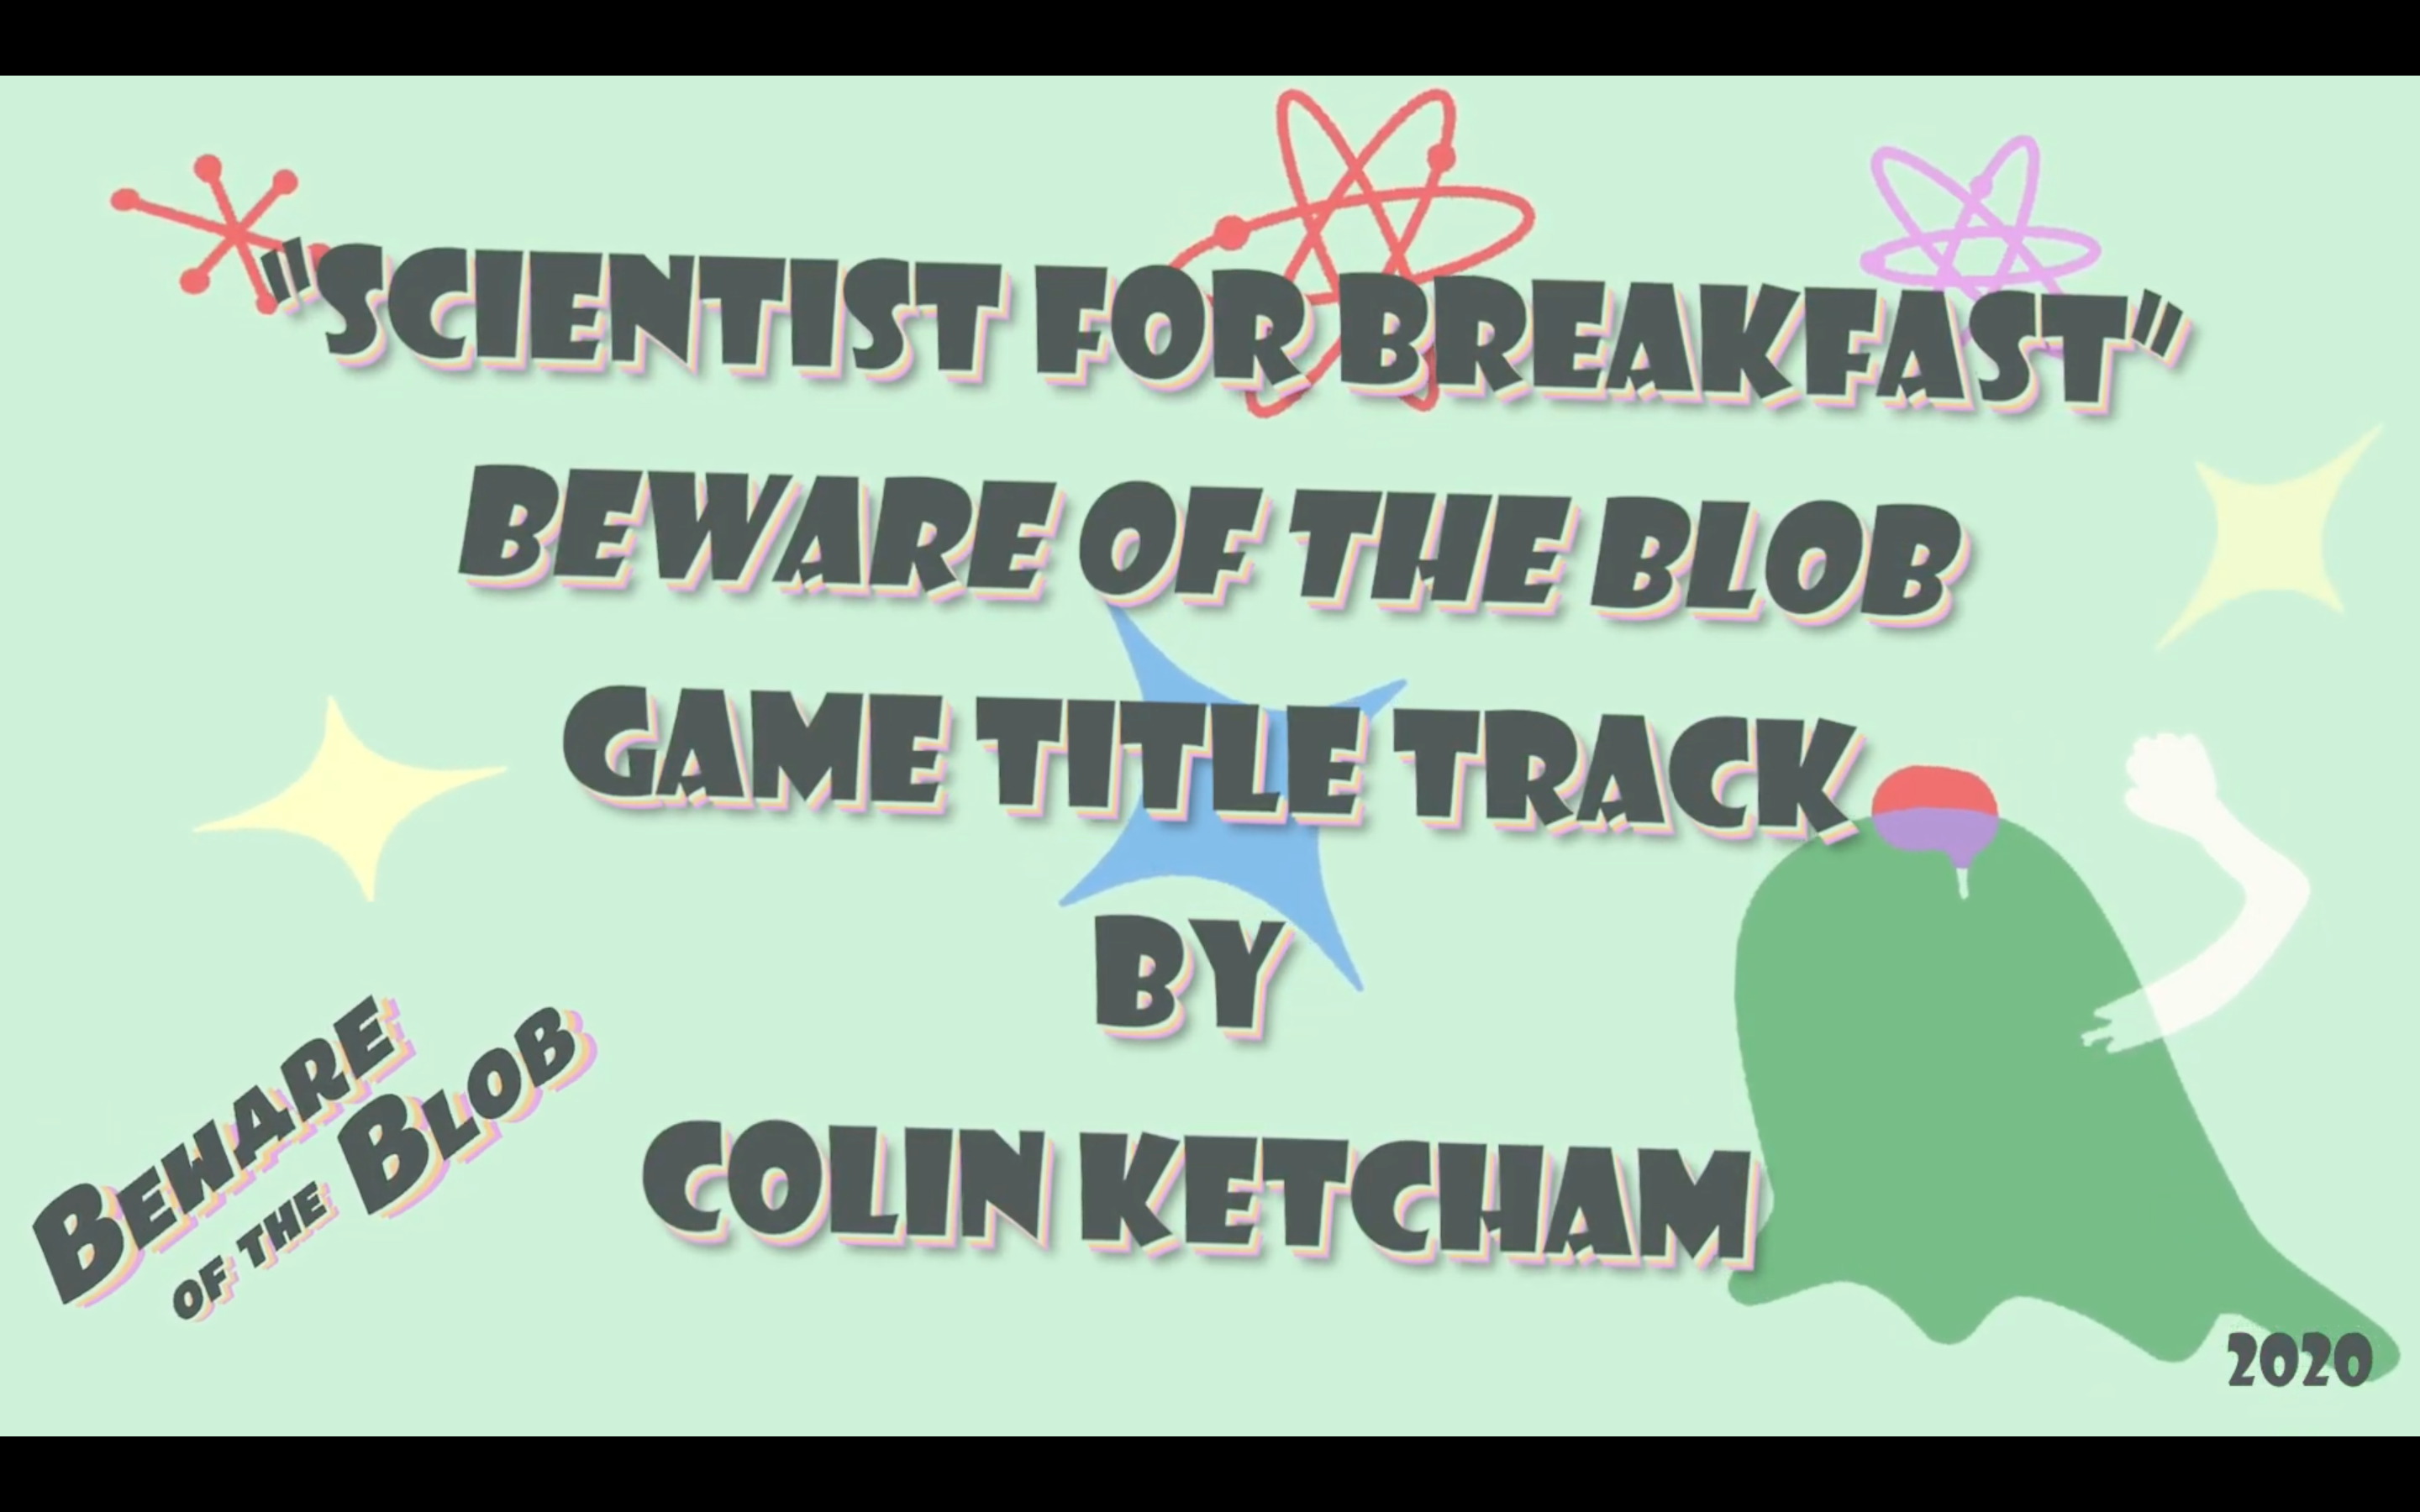 "SCIENTIST FOR BREAKFAST"
BEWARE OF THE BLOB
GAME TITLE TRACK
BY
COLIN KETCHAM
BEWARE
OF THE BLOB
2020